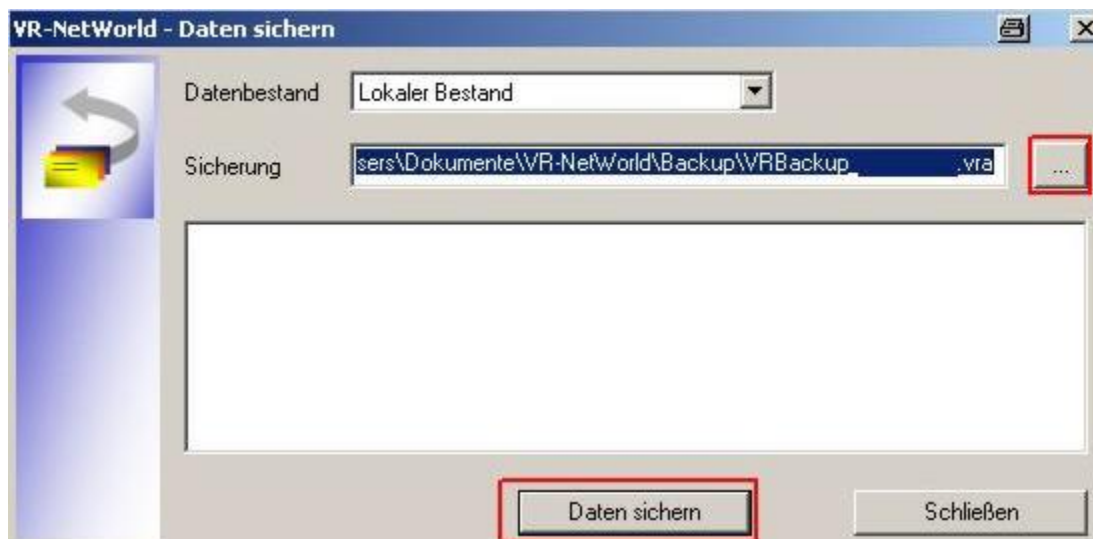 VR-NetWorld - Daten sichern
Datenbestand Lokaler Bestand
Sicherung sers\Dokumente\VR-NetWorld\Backup\VRBackup_ .vra ...
Daten sichern Schließen